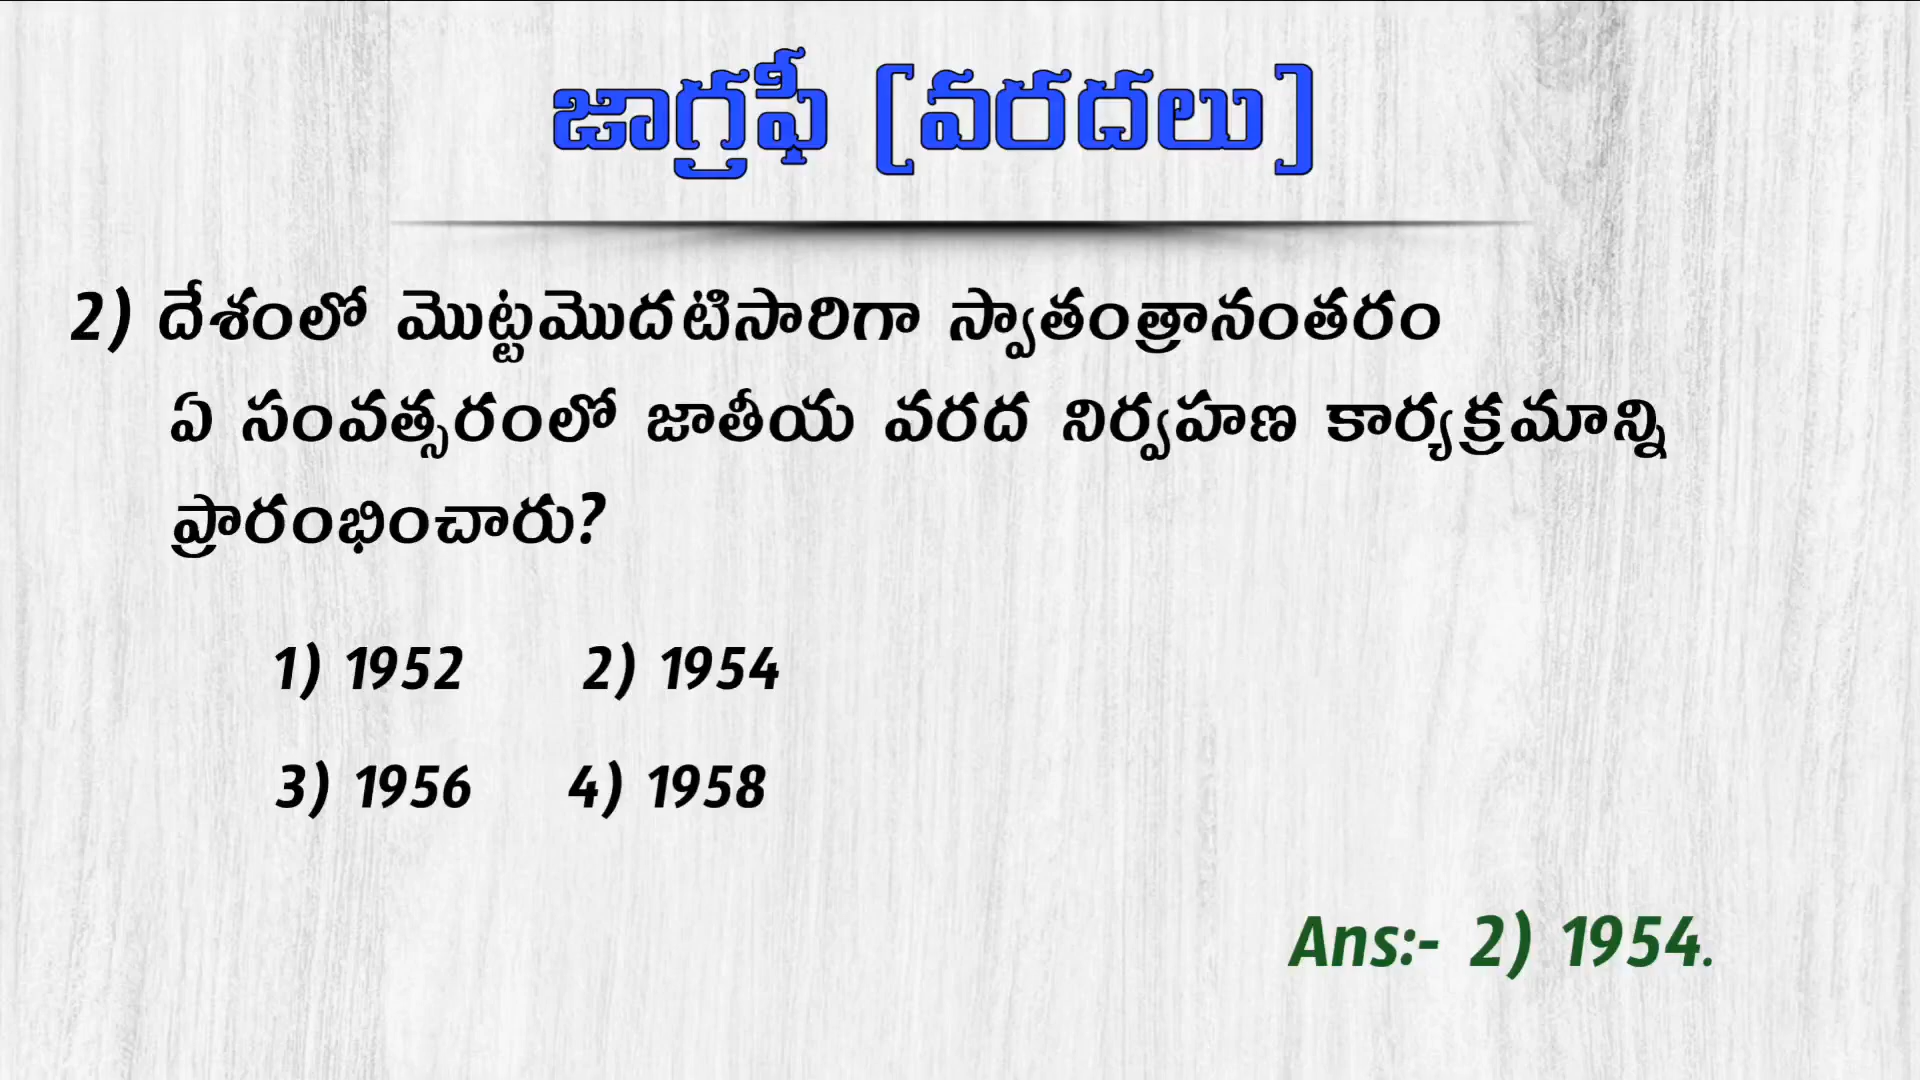 జాగ్రఫీ [వరదలు]
2) దేశంలో మొట్టమొదటిసారిగా స్వాతంత్రానంతరం
ఏ సంవత్సరంలో జాతీయ వరద నిర్వహణ కార్యక్రమాన్ని
ప్రారంభించారు?
1) 1952 2) 1954
3) 1956 4) 1958
Ans:- 2) 1954.